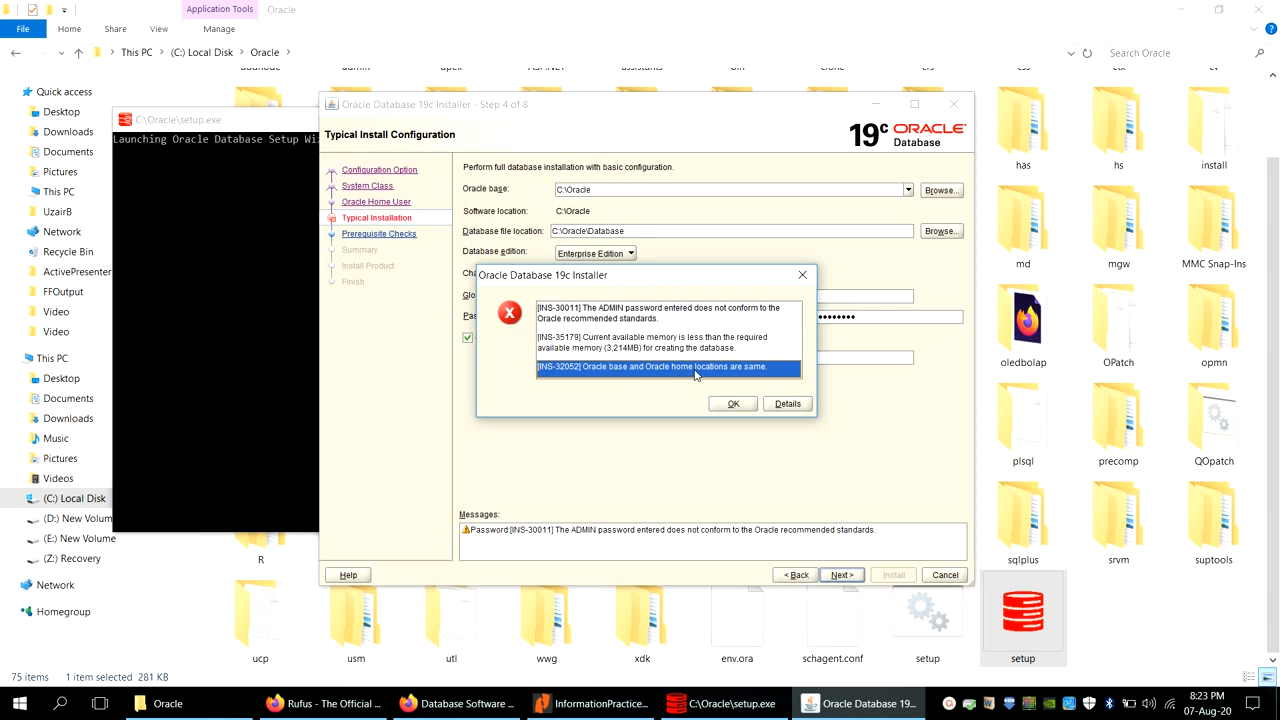 Application Tools
Oracle
File
Home
Share
View
Manage
This PC
(C:) Local Disk
Oracle
Search Oracle
Quick access
Desktop
Downloads
Documents
Pictures
This PC
UzairB
Network
Recycle Bin
ActivePresenter
FFOutput
Video
Video
This PC
Desktop
Documents
Downloads
Music
Pictures
Videos
(C:) Local Disk
(D:) New Volum
(E:) New Volume
(Z:) Recovery
Network
Homegroup
75 items
1 item selected 281 KB
C:\Oracle\setup.exe
Launching Oracle Database Setup Wi
Oracle Database 19c Installer - Step 4 of 8
Typical Install Configuration
19c ORACLE
Database
Configuration Option
System Class
Oracle Home User
Typical Installation
Prerequisite Checks
Summary
Install Product
Finish
Perform full database installation with basic configuration.
Oracle base:
C:\Oracle
Browse...
Software location:
C:\Oracle
Database file location:
C:\Oracle\Database
Browse...
Database edition:
Enterprise Edition
Cha
Glo
Pas
Oracle Database 19c Installer
[INS-30011] The ADMIN password entered does not conform to the
Oracle recommended standards.
[INS-35179] Current available memory is less than the required
available memory (3,214MB) for creating the database.
[INS-32052] Oracle base and Oracle home locations are same.
OK
Details
Messages:
Password:[INS-30011] The ADMIN password entered does not conform to the Oracle recommended standards.
Help
< Back
Next >
Install
Cancel
has
hs
install
md
mgw
MMC Snap-Ins
oledbolap
OPatch
opmn
plsql
precomp
QOpatch
R
sqlplus
srvm
suptools
ucp
usm
utl
wwg
xdk
env.ora
schagent.conf
setup
setup
Oracle
Rufus - The Official ...
Database Software ...
InformationPractice...
C:\Oracle\setup.exe
Oracle Database 19...
8:23 PM
07-Aug-20